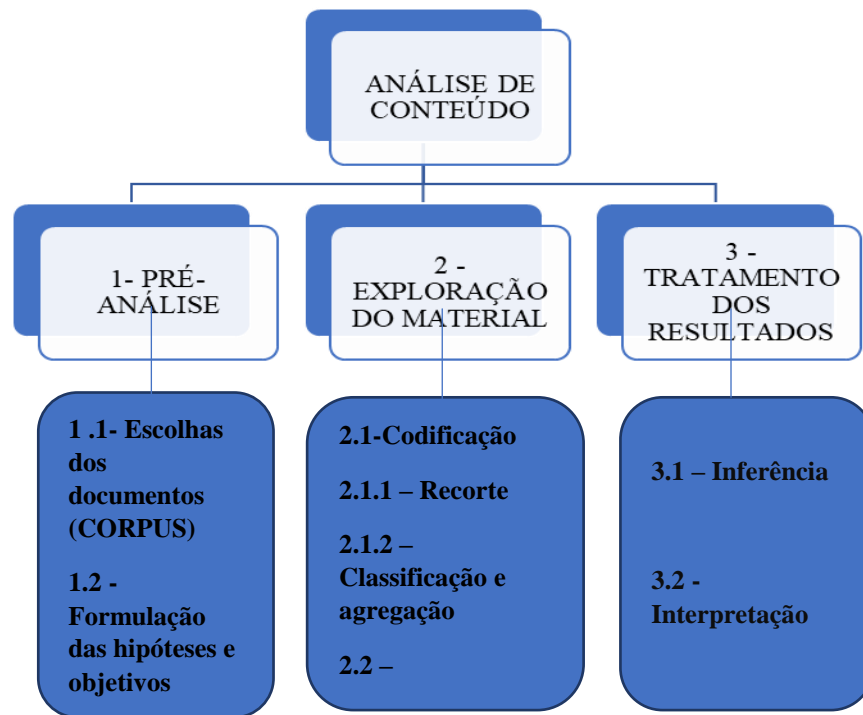 ANÁLISE DE
CONTEÚDO
1- PRÉ-
ANÁLISE
2 -
EXPLORAÇÃO
DO MATERIAL
3 -
TRATAMENTO
DOS
RESULTADOS
1 .1- Escolhas
dos
documentos
(CORPUS)
1.2 -
Formulação
das hipóteses e
objetivos
2.1-Codificação
2.1.1 – Recorte
2.1.2 –
Classificação e
agregação
2.2 –
3.1 – Inferência
3.2 -
Interpretação